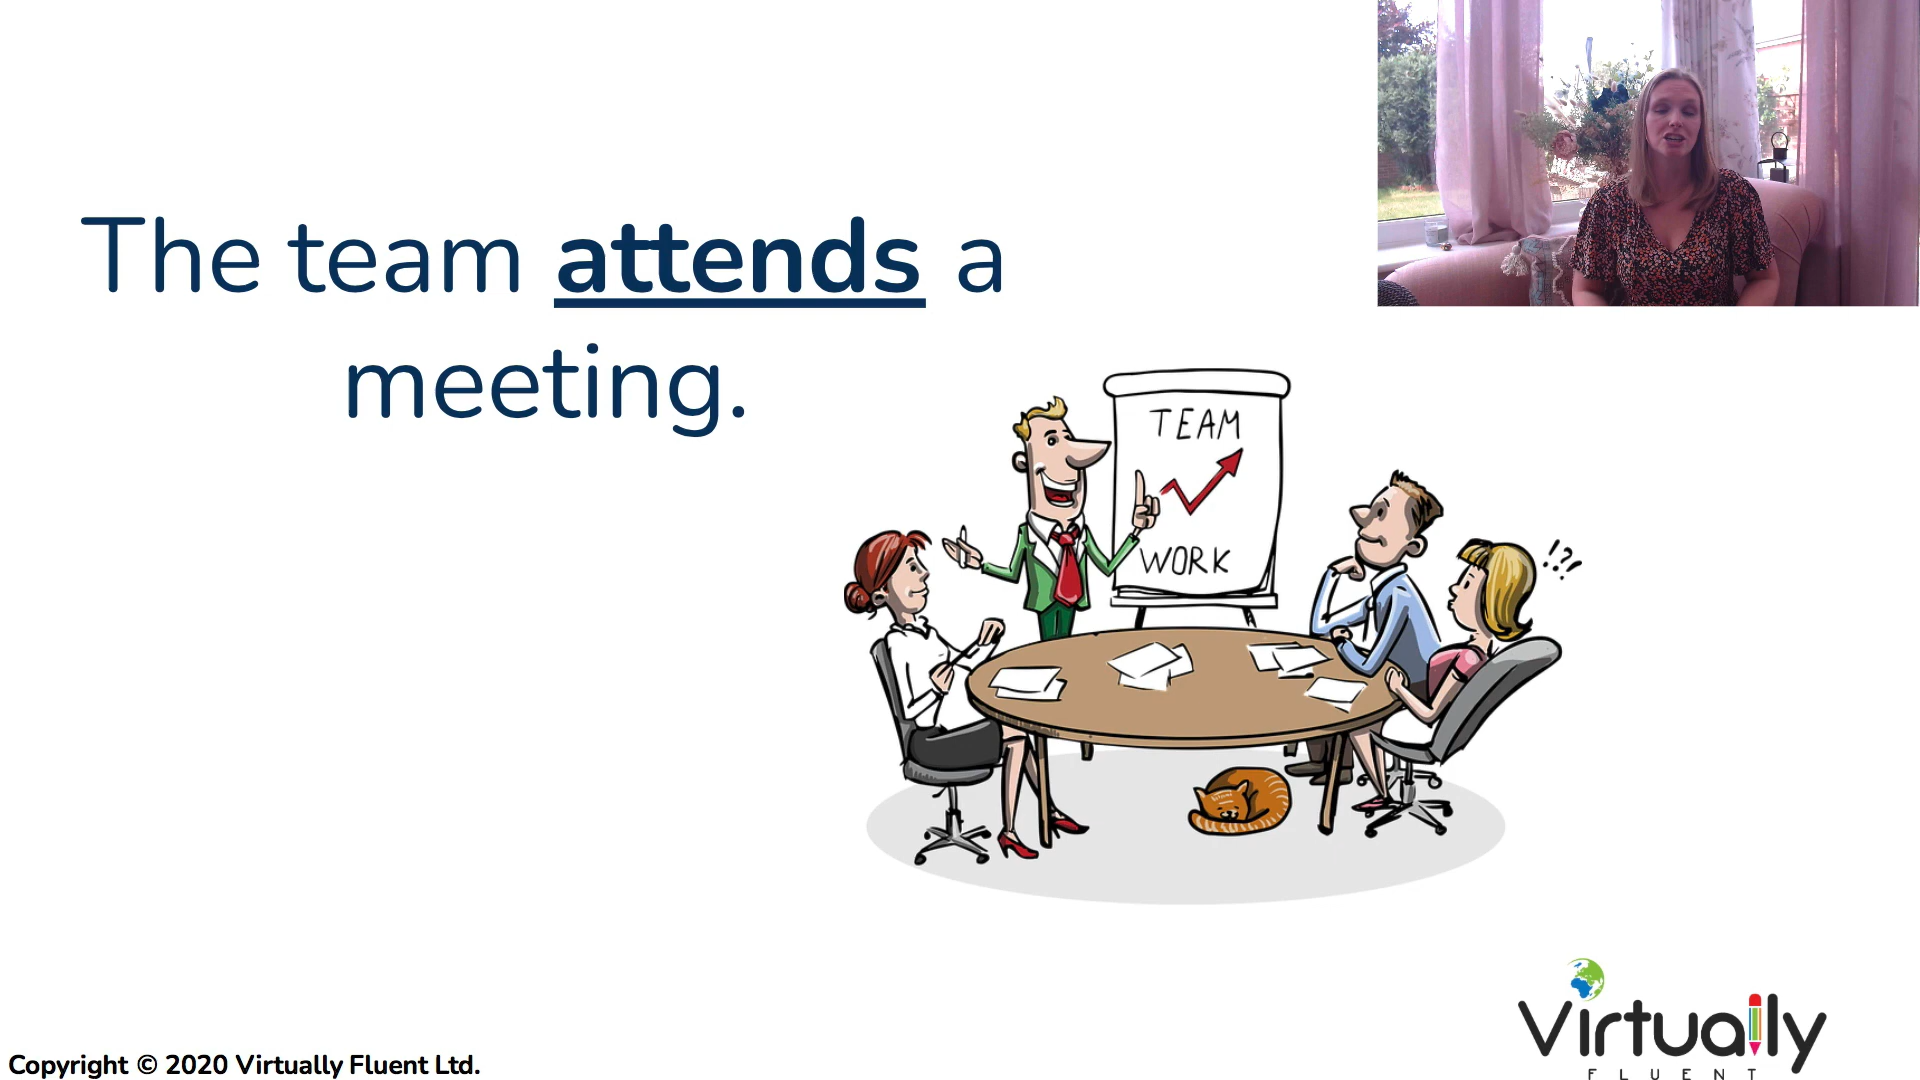 The team attends a
meeting.
TEAM
WORK
!?!
Virtually
FLUENT
Copyright © 2020 Virtually Fluent Ltd.